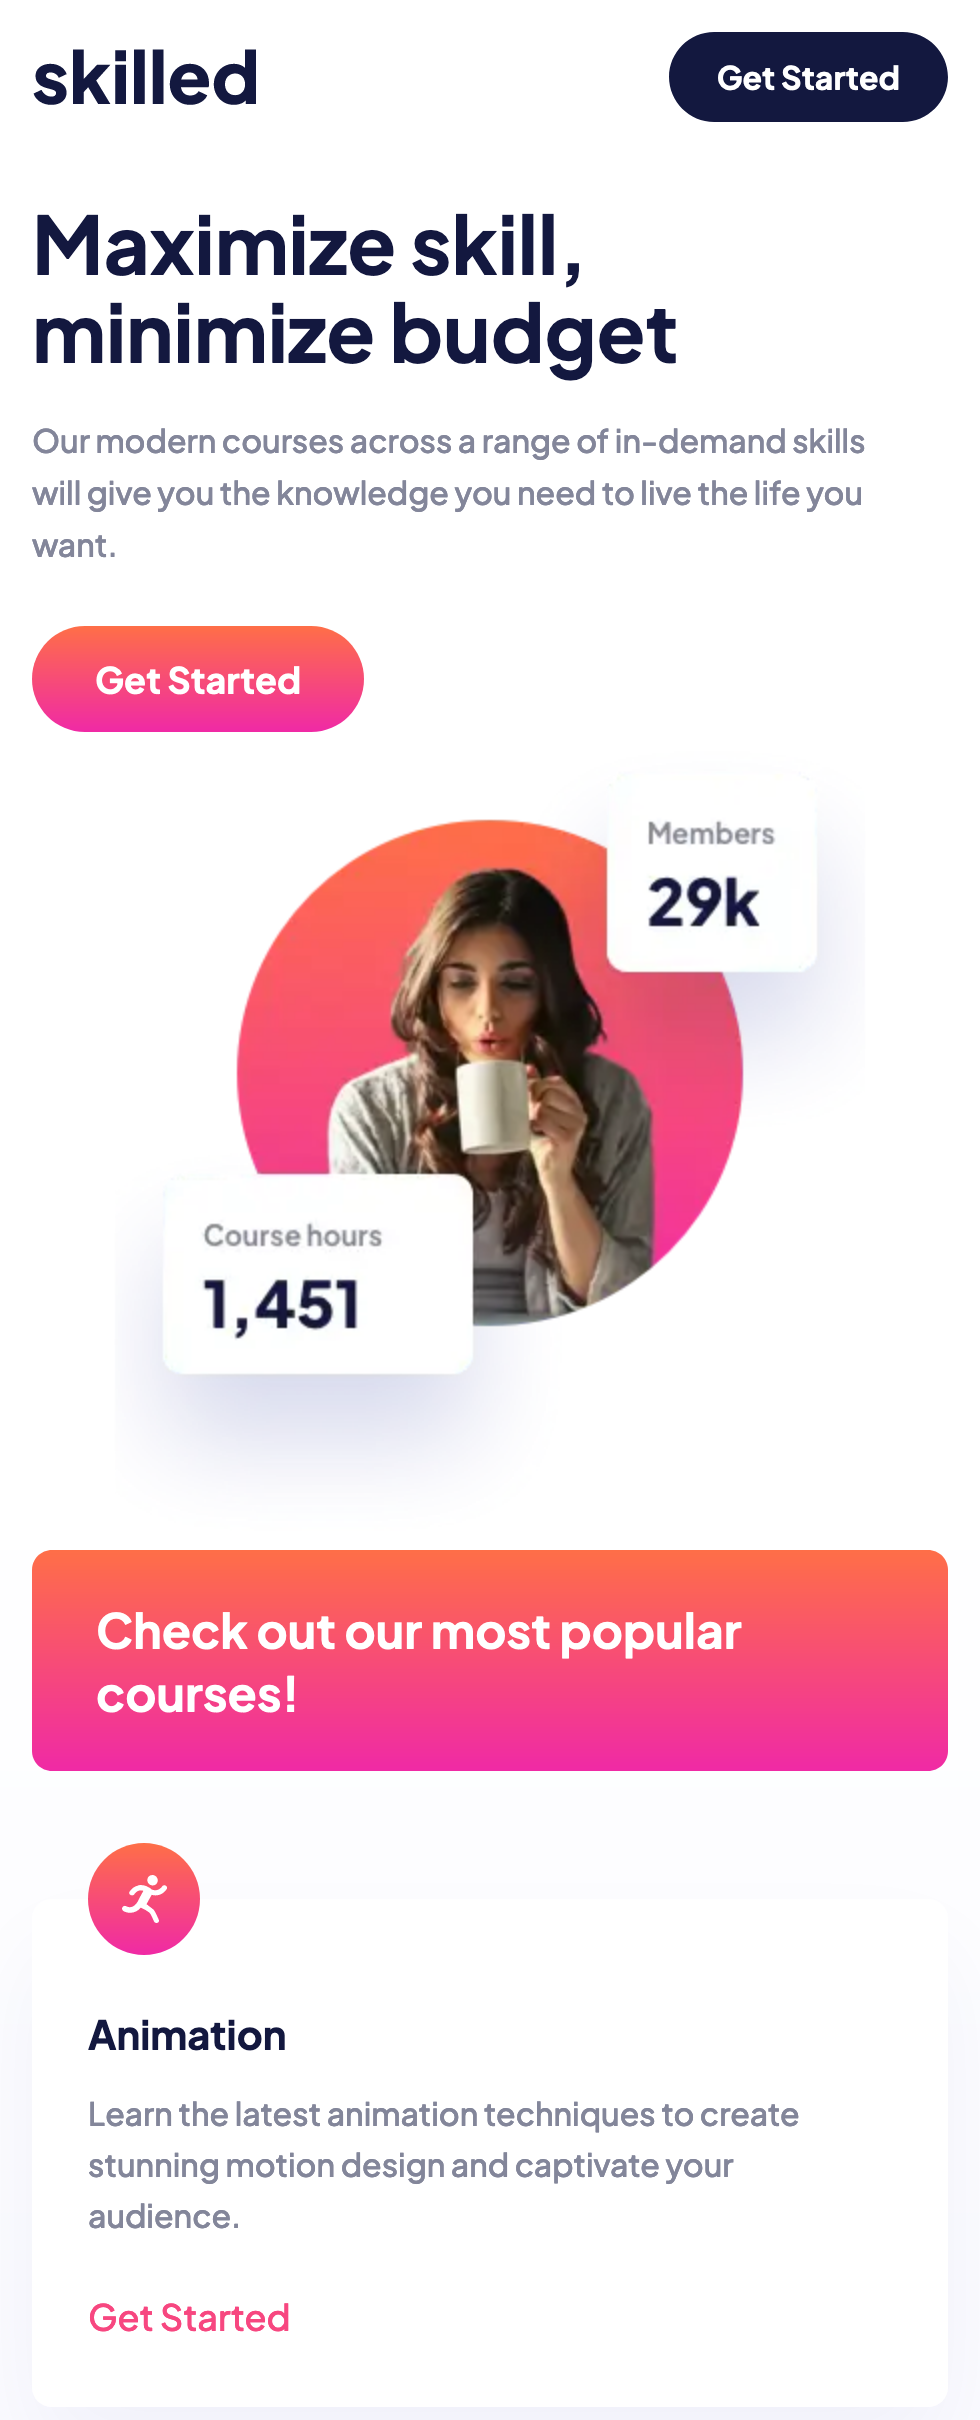 skilled
Get Started
Maximize skill,
minimize budget
Our modern courses across a range of in-demand skills
will give you the knowledge you need to live the life you
want.
Get Started
Members
29k
Course hours
1,451
Check out our most popular
courses!
Animation
Learn the latest animation techniques to create
stunning motion design and captivate your
audience.
Get Started